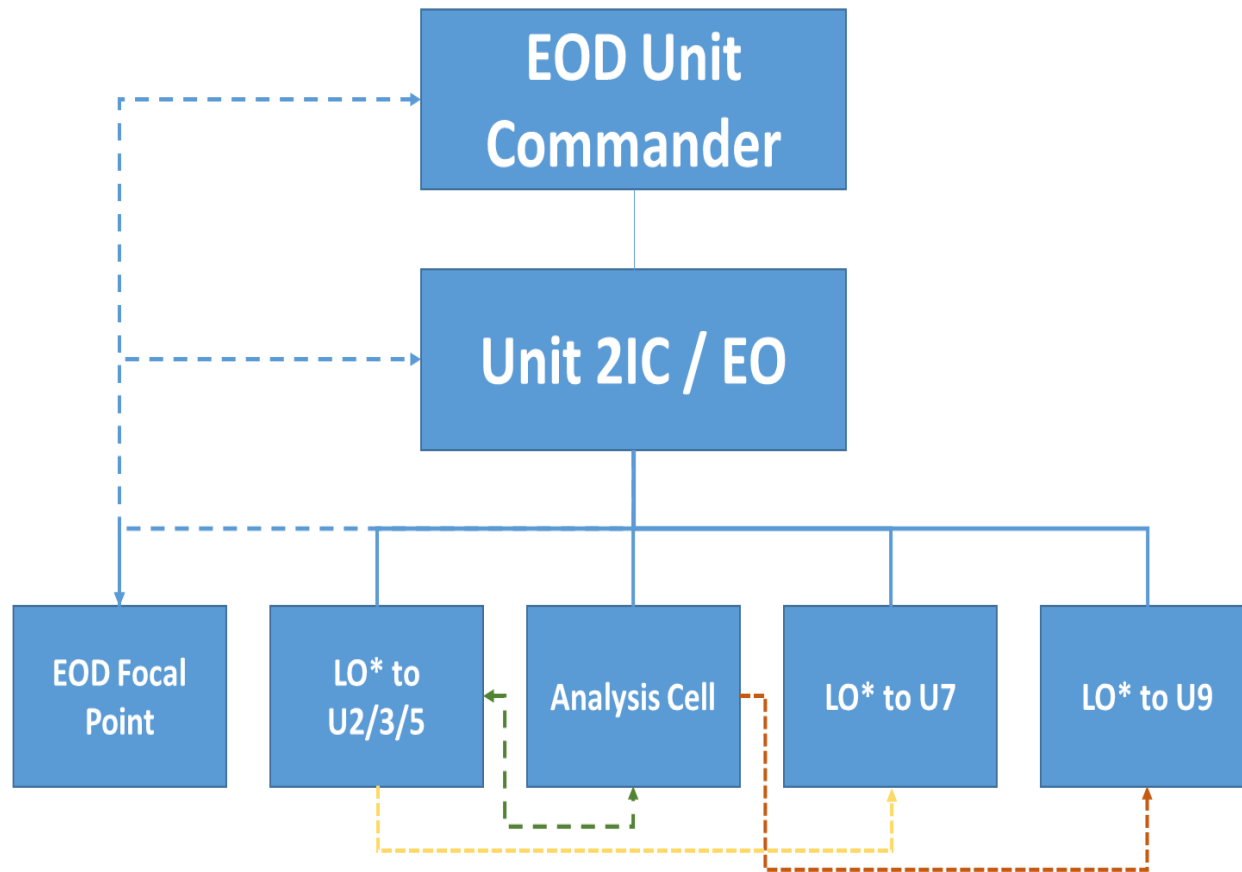 EOD Unit
Commander
Unit 2IC / EO
EOD Focal
Point
LO* to
U2/3/5
Analysis Cell
LO* to U7
LO* to U9